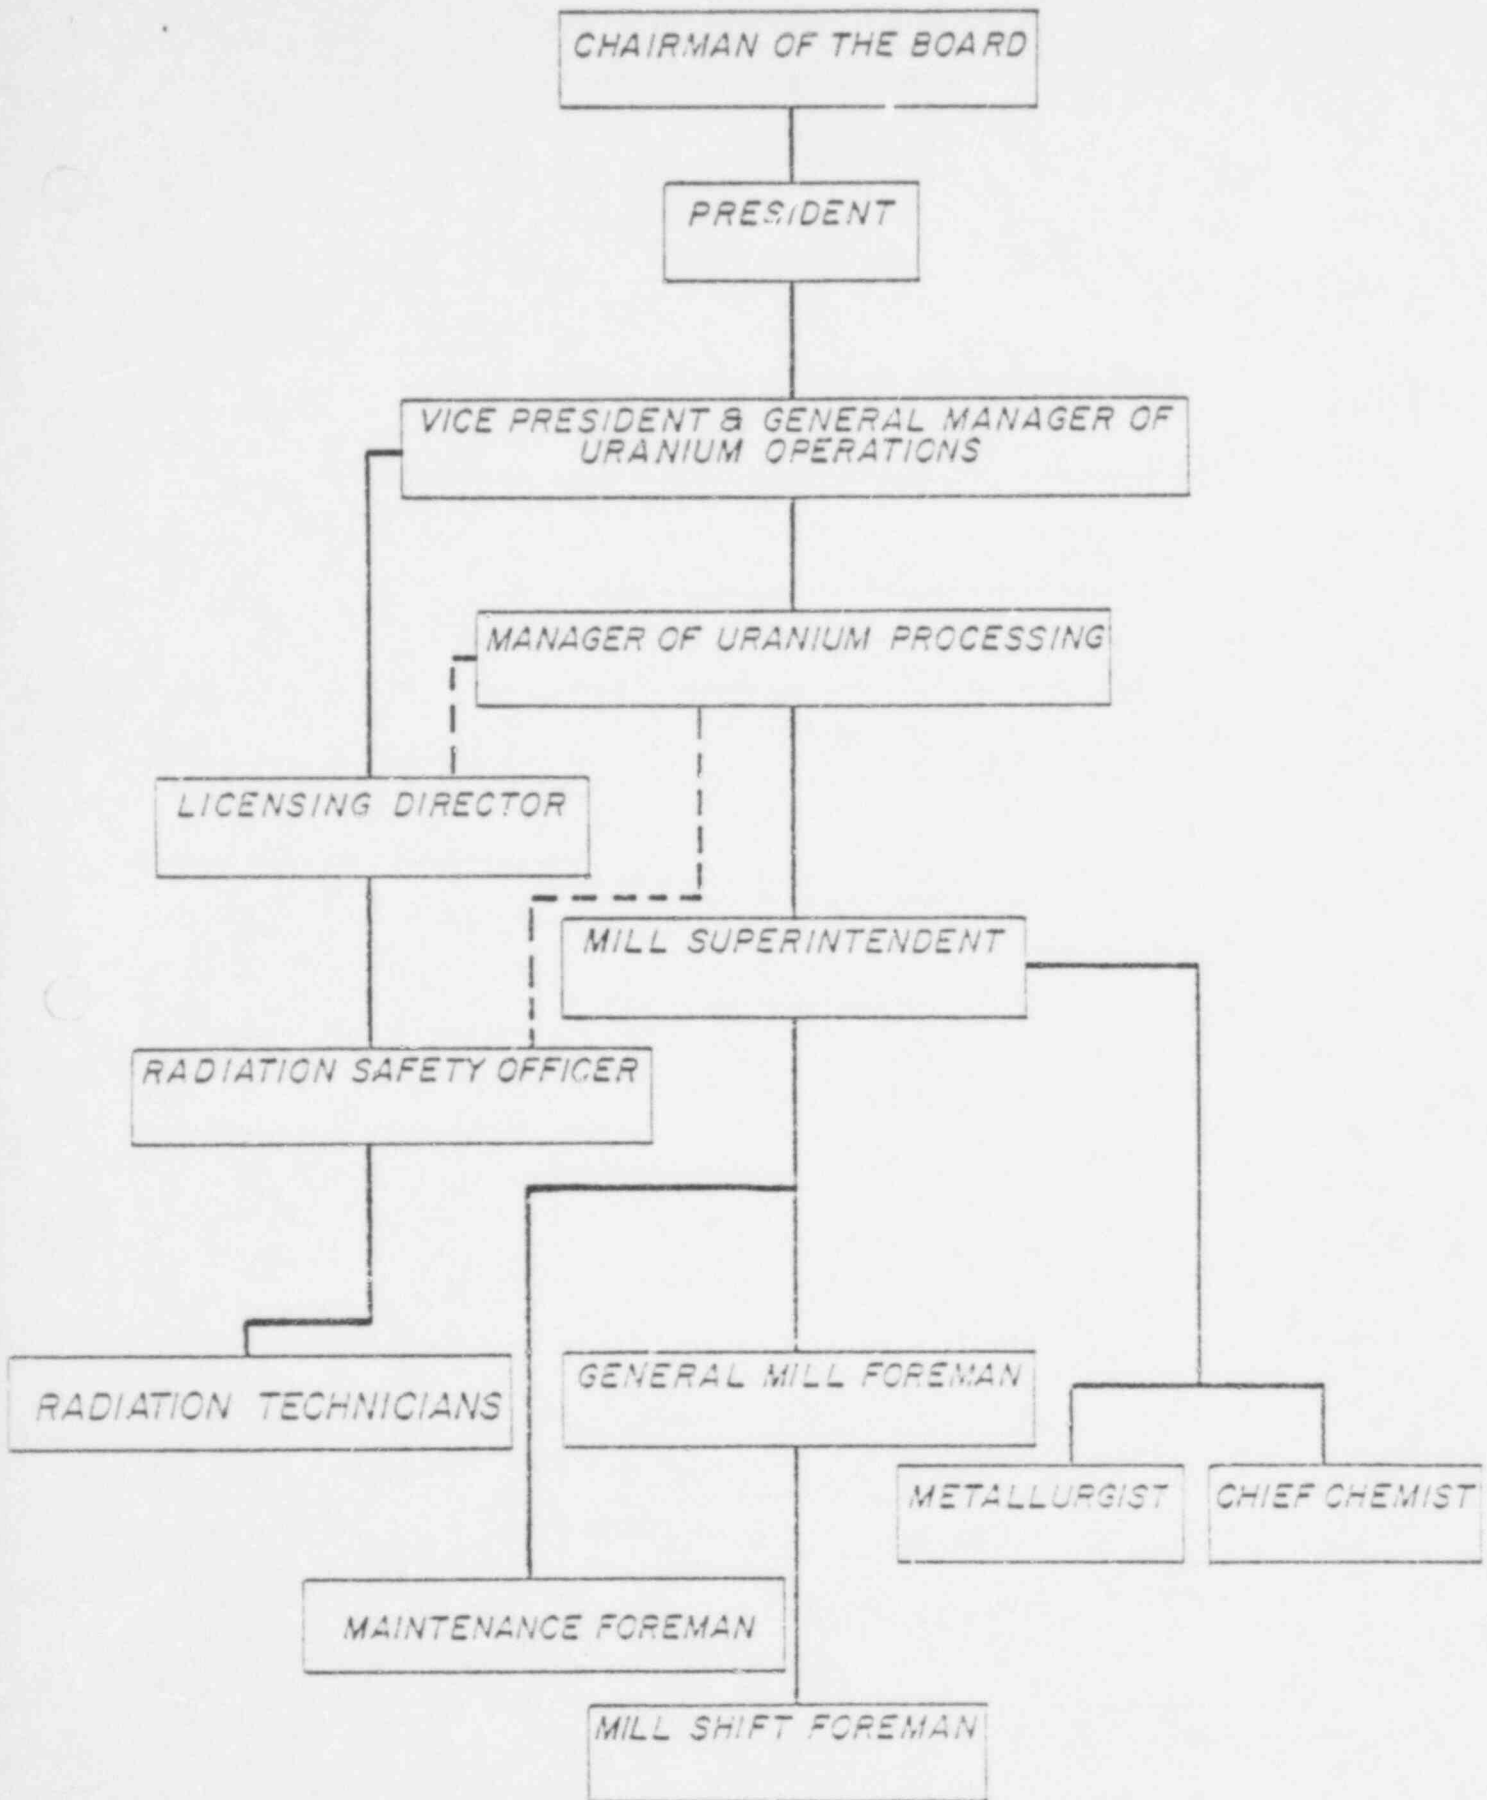 CHAIRMAN OF THE BOARD
PRESIDENT
VICE PRESIDENT & GENERAL MANAGER OF
URANIUM OPERATIONS
MANAGER OF URANIUM PROCESSING
LICENSING DIRECTOR
MILL SUPERINTENDENT
RADIATION SAFETY OFFICER
GENERAL MILL FOREMAN
RADIATION TECHNICIANS
METALLURGIST
CHIEF CHEMIST
MAINTENANCE FOREMAN
MILL SHIFT FOREMAN